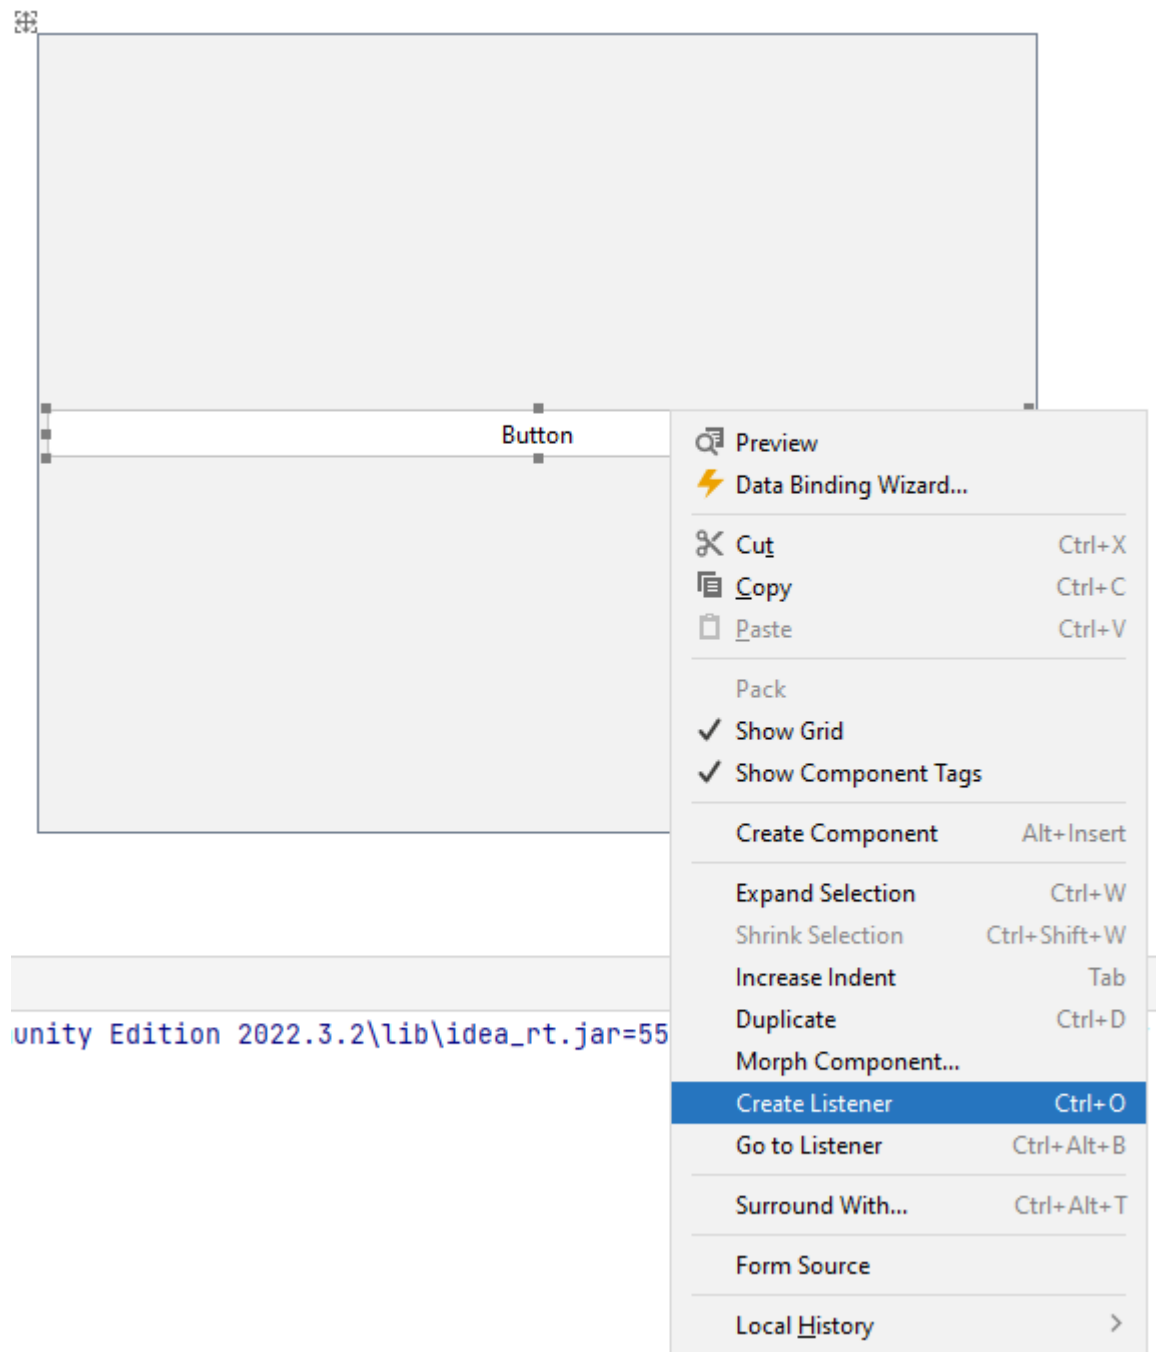 Button
Preview
Data Binding Wizard...
Cut Ctrl+X
Copy Ctrl+C
Paste Ctrl+V
Pack
Show Grid
Show Component Tags
Create Component Alt+Insert
Expand Selection Ctrl+W
Shrink Selection Ctrl+Shift+W
Increase Indent Tab
unity Edition 2022.3.2\lib\idea_rt.jar=55
Duplicate Ctrl+D
Morph Component...
Create Listener Ctrl+O
Go to Listener Ctrl+Alt+B
Surround With... Ctrl+Alt+T
Form Source
Local History